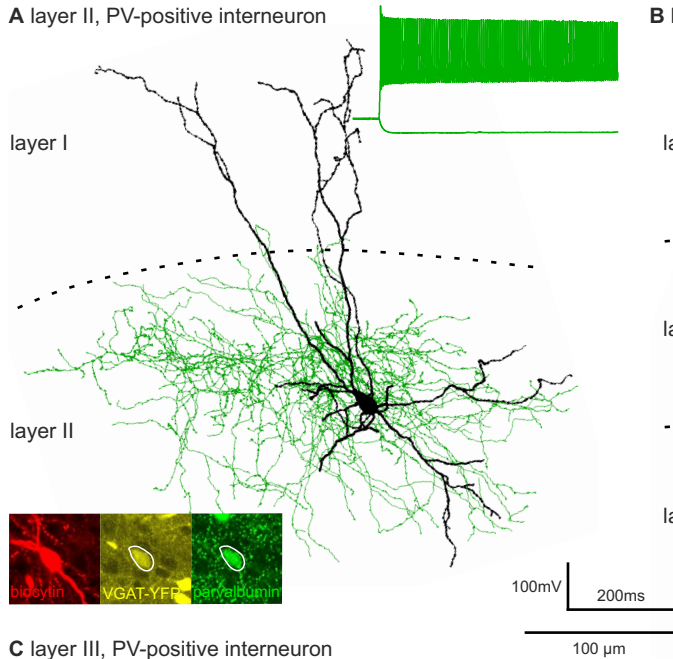 A layer II, PV-positive interneuron
B
layer I
layer II
biocytin
VGAT-YFP
parvalbumin
100mV
200ms
100 µm
C layer III, PV-positive interneuron